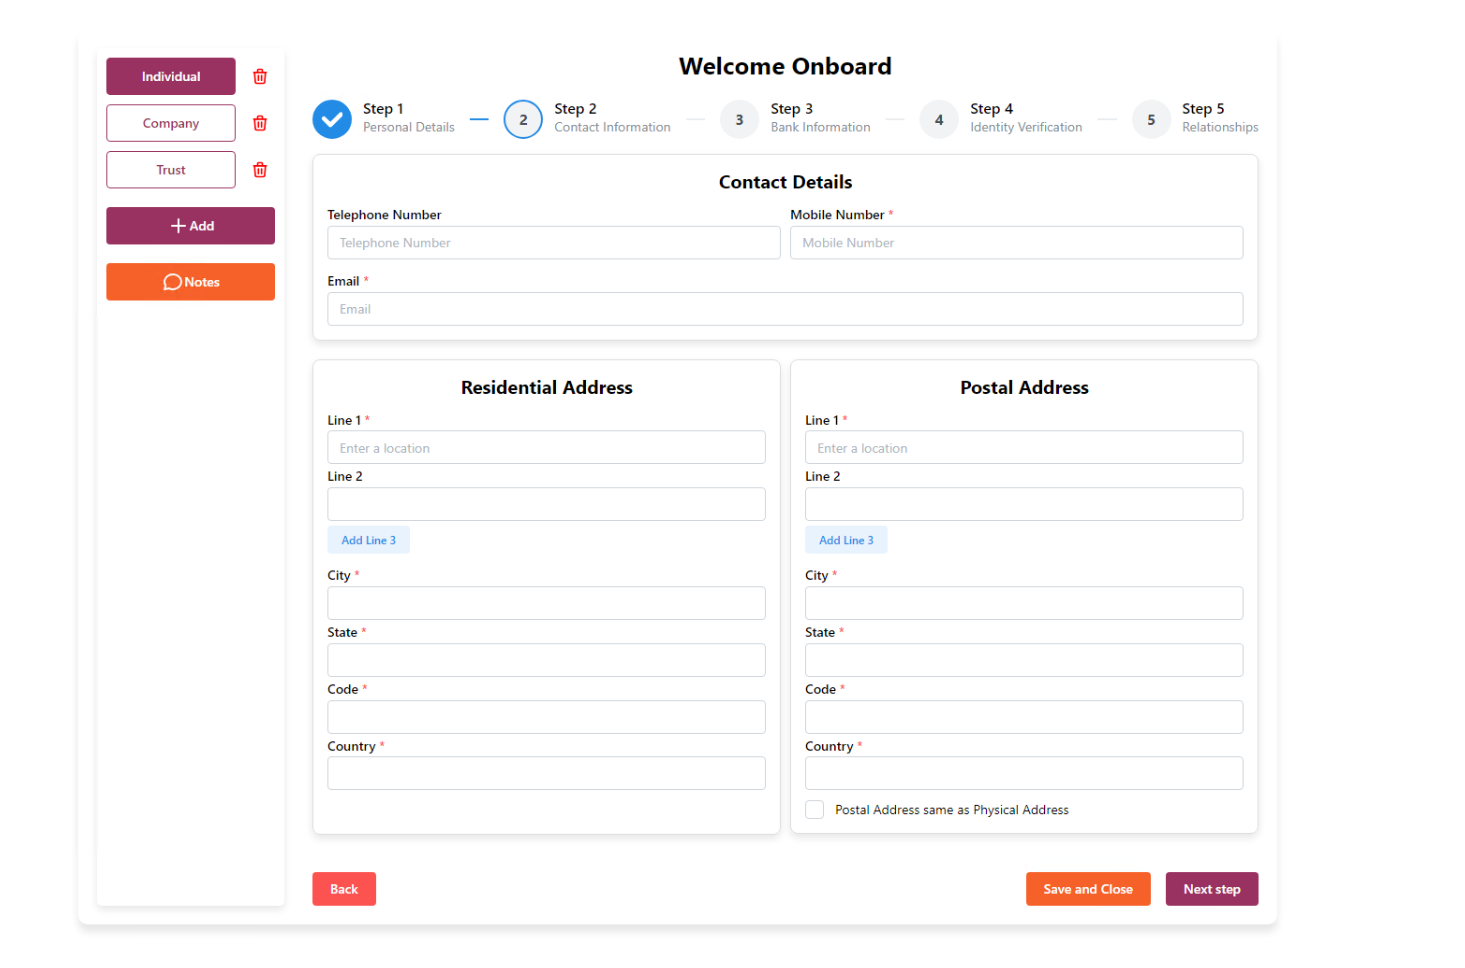 Individual
Company
Trust
Add
Notes
Welcome Onboard
Step 1
Personal Details
2
Step 2
Contact Information
3
Step 3
Bank Information
4
Step 4
Identity Verification
5
Step 5
Relationships
Contact Details
Telephone Number
Telephone Number
Mobile Number *
Mobile Number
Email *
Email
Residential Address
Line 1 *
Enter a location
Line 2
Add Line 3
City *
State *
Code *
Country *
Postal Address
Line 1 *
Enter a location
Line 2
Add Line 3
City *
State *
Code *
Country *
Postal Address same as Physical Address
Back
Save and Close
Next step